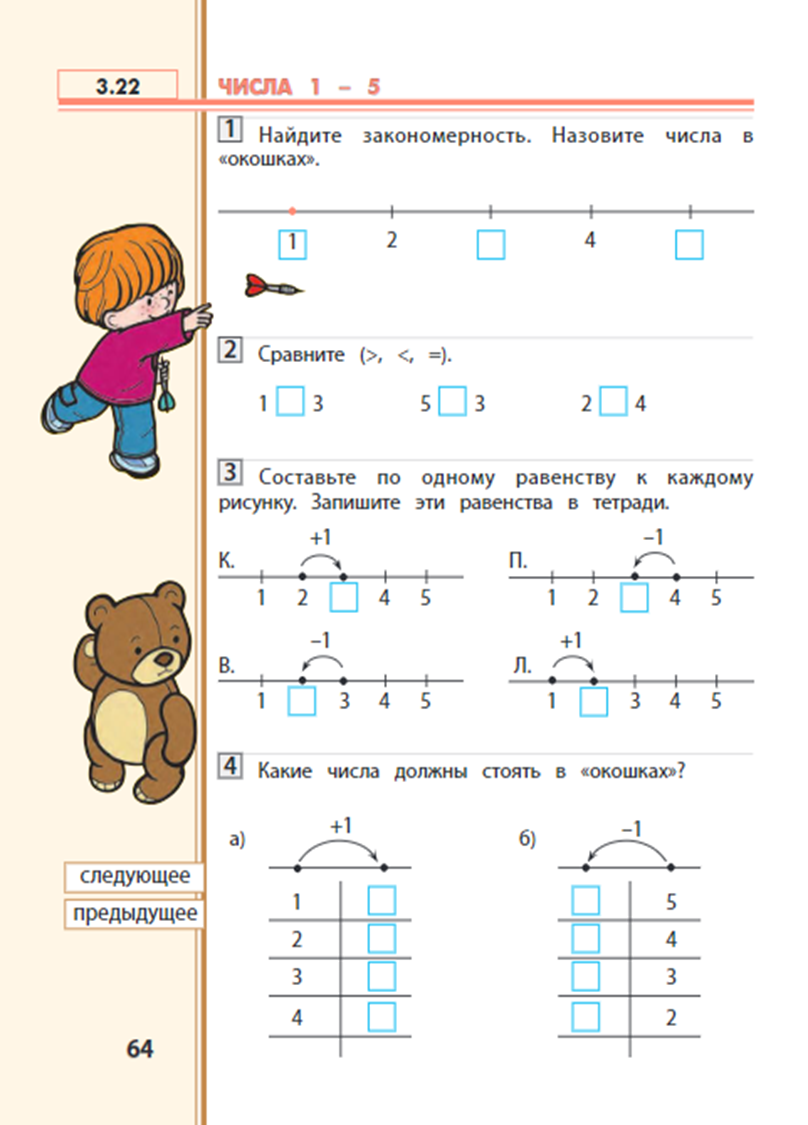 3.22 ЧИСЛА 1 – 5
1 Найдите закономерность. Назовите числа в
«окошках».
1 2 4
2 Сравните (>, <, =).
1 3 5 3 2 4
3 Составьте по одному равенству к каждому
рисунку. Запишите эти равенства в тетради.
+1 –1
К. П.
1 2 4 5 1 2 4 5
–1 +1
В. Л.
1 3 4 5 1 3 4 5
4 Какие числа должны стоять в «окошках»?
+1 –1
а) б)
следующее
предыдущее
1 5
2 4
3 3
4 2
64